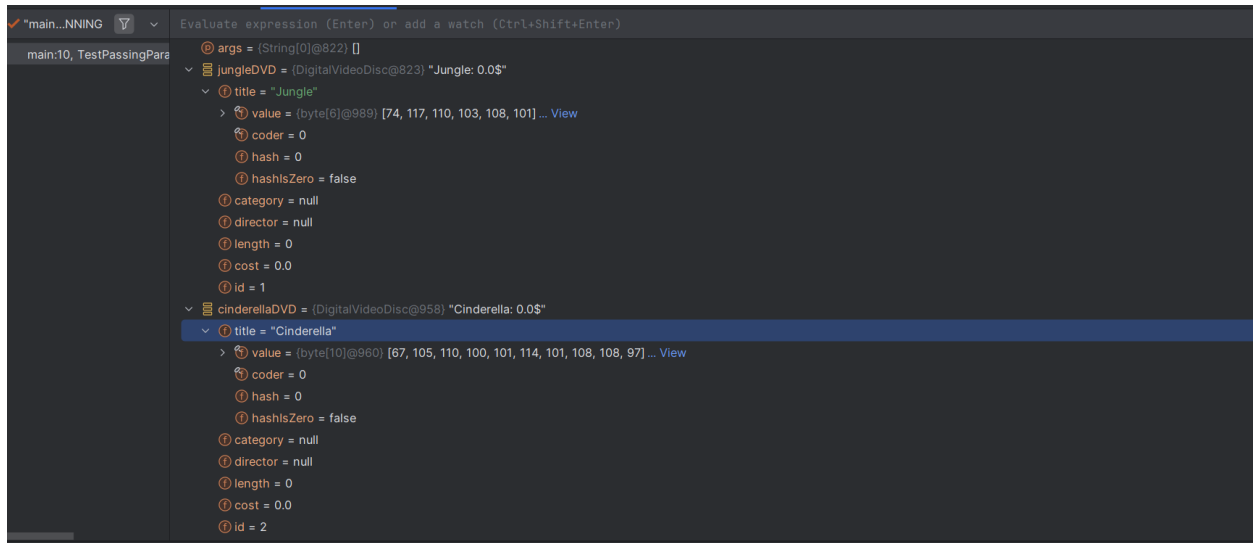 "main...NNING
Evaluate expression (Enter) or add a watch (Ctrl+Shift+Enter)
main:10, TestPassingPara
args = {String[0]@822} []
jungleDVD = {DigitalVideoDisc@823} "Jungle: 0.0$"
title = "Jungle"
value = {byte[6]@989} [74, 117, 110, 103, 108, 101] ... View
coder = 0
hash = 0
hashIsZero = false
category = null
director = null
length = 0
cost = 0.0
id = 1
cinderellaDVD = {DigitalVideoDisc@958} "Cinderella: 0.0$"
title = "Cinderella"
value = {byte[10]@960} [67, 105, 110, 100, 101, 114, 101, 108, 108, 97] ... View
coder = 0
hash = 0
hashIsZero = false
category = null
director = null
length = 0
cost = 0.0
id = 2